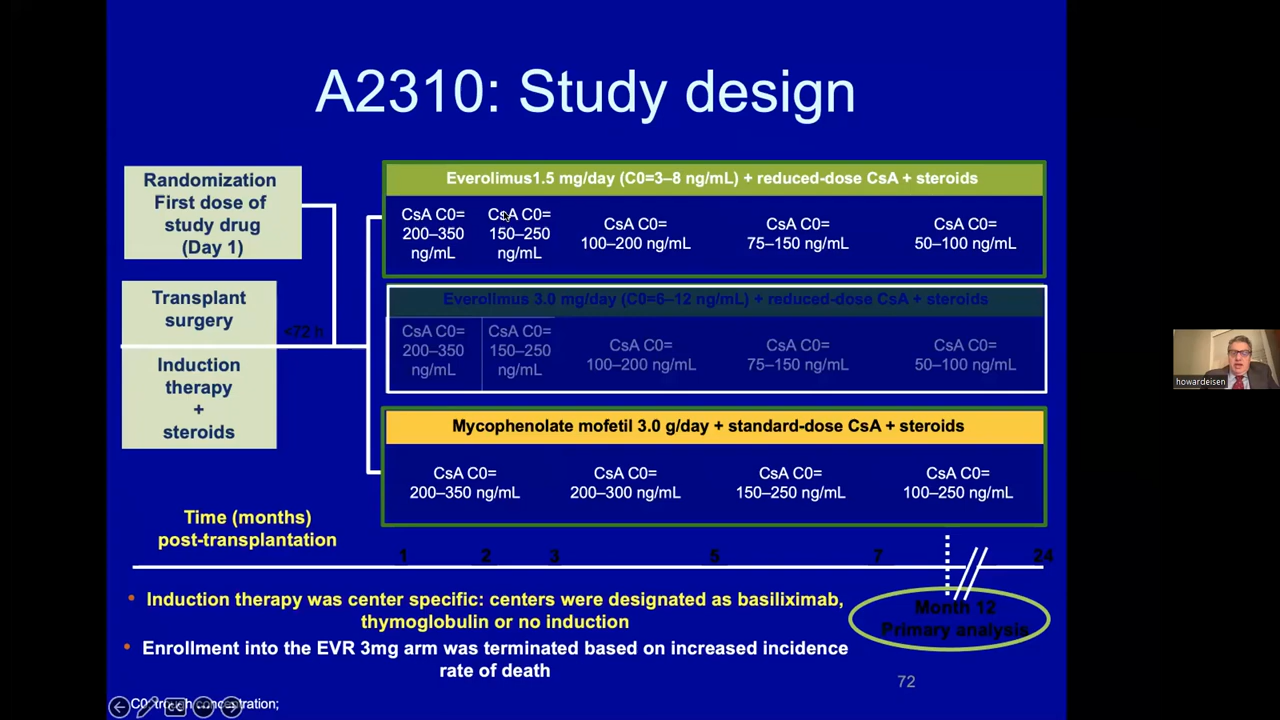 A2310: Study design
Randomization
First dose of
study drug
(Day 1)
Transplant
surgery
<72 h
Induction
therapy
+
steroids
Everolimus1.5 mg/day (C0=3–8 ng/mL) + reduced-dose CsA + steroids
CsA C0=
200–350
ng/mL
CsA C0=
150–250
ng/mL
CsA C0=
100–200 ng/mL
CsA C0=
75–150 ng/mL
CsA C0=
50–100 ng/mL
Everolimus 3.0 mg/day (C0=6–12 ng/mL) + reduced-dose CsA + steroids
CsA C0=
200–350
ng/mL
CsA C0=
150–250
ng/mL
CsA C0=
100–200 ng/mL
CsA C0=
75–150 ng/mL
CsA C0=
50–100 ng/mL
Mycophenolate mofetil 3.0 g/day + standard-dose CsA + steroids
CsA C0=
200–350 ng/mL
CsA C0=
200–300 ng/mL
CsA C0=
150–250 ng/mL
CsA C0=
100–250 ng/mL
Time (months)
post-transplantation
1 2 3 5 7 24
Month 12
Primary analysis
• Induction therapy was center specific: centers were designated as basiliximab,
thymoglobulin or no induction
• Enrollment into the EVR 3mg arm was terminated based on increased incidence
rate of death
72
C0, trough concentration;
howardeisen